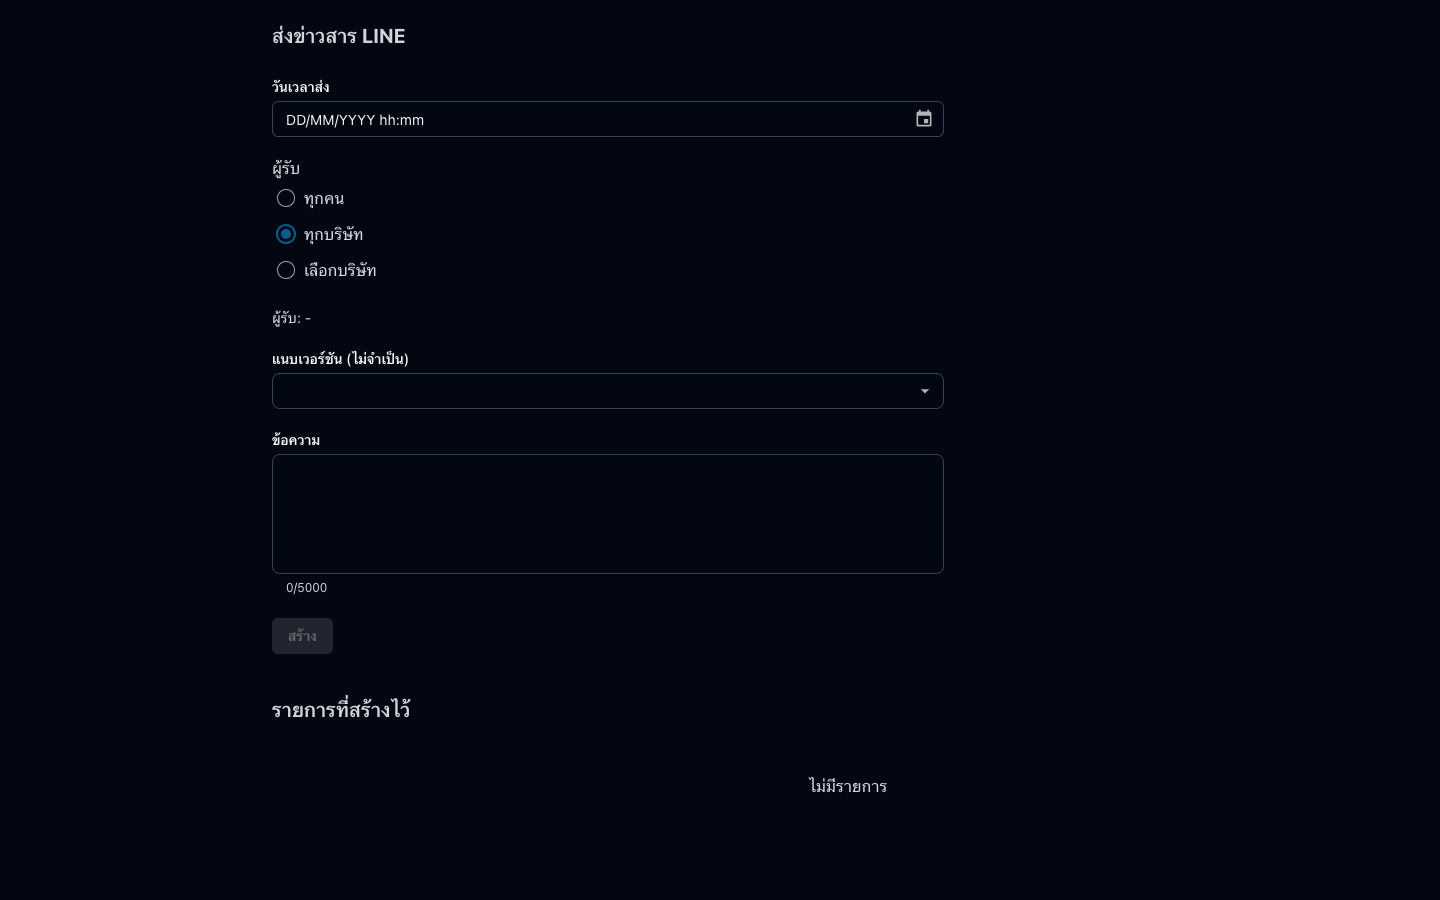 ส่งข่าวสาร LINE
วันเวลาส่ง
DD/MM/YYYY hh:mm
ผู้รับ
ทุกคน
ทุกบริษัท
เลือกบริษัท
ผู้รับ: -
แนบเวอร์ชัน (ไม่จำเป็น)
ข้อความ
0/5000
สร้าง
รายการที่สร้างไว้
ไม่มีรายการ